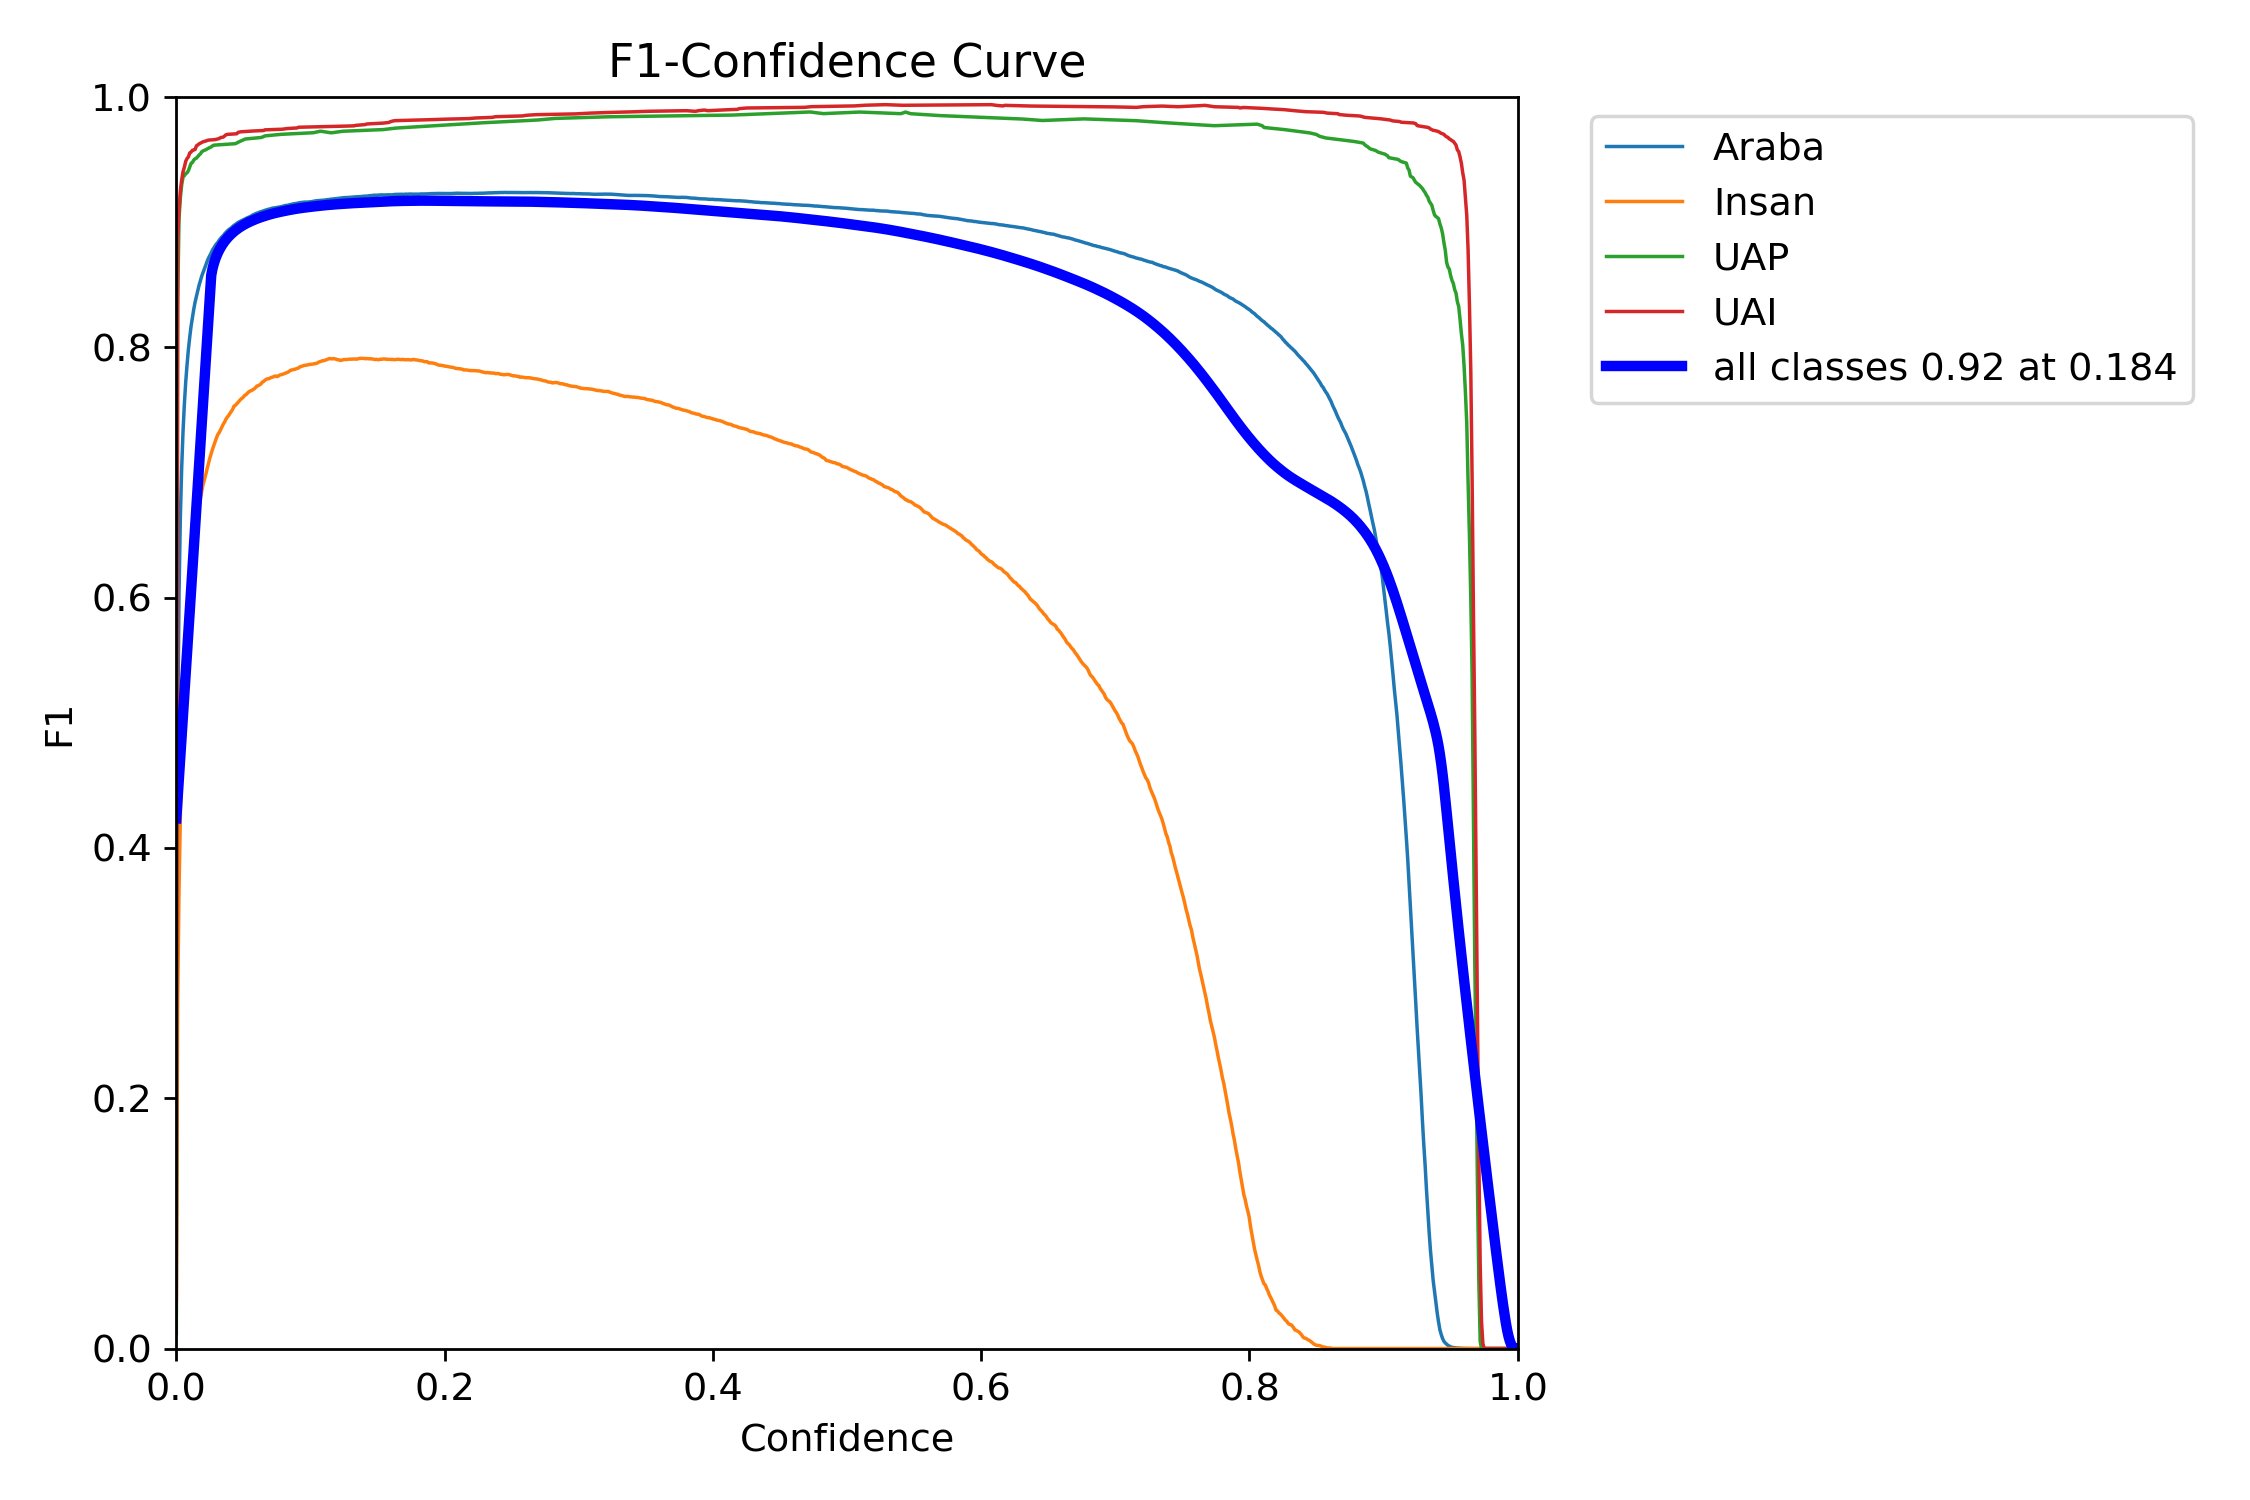 F1-Confidence Curve
1.0
0.8
0.6
0.4
0.2
0.0
F1
0.0 0.2 0.4 0.6 0.8 1.0
Confidence
Araba
Insan
UAP
UAI
all classes 0.92 at 0.184